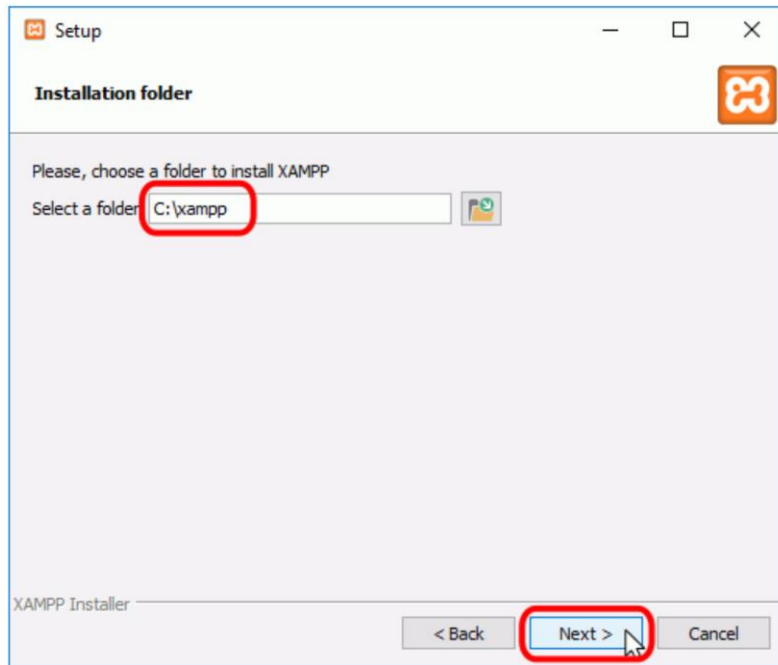 Setup
Installation folder
Please, choose a folder to install XAMPP
Select a folder C:\xampp
XAMPP Installer
< Back Next > Cancel